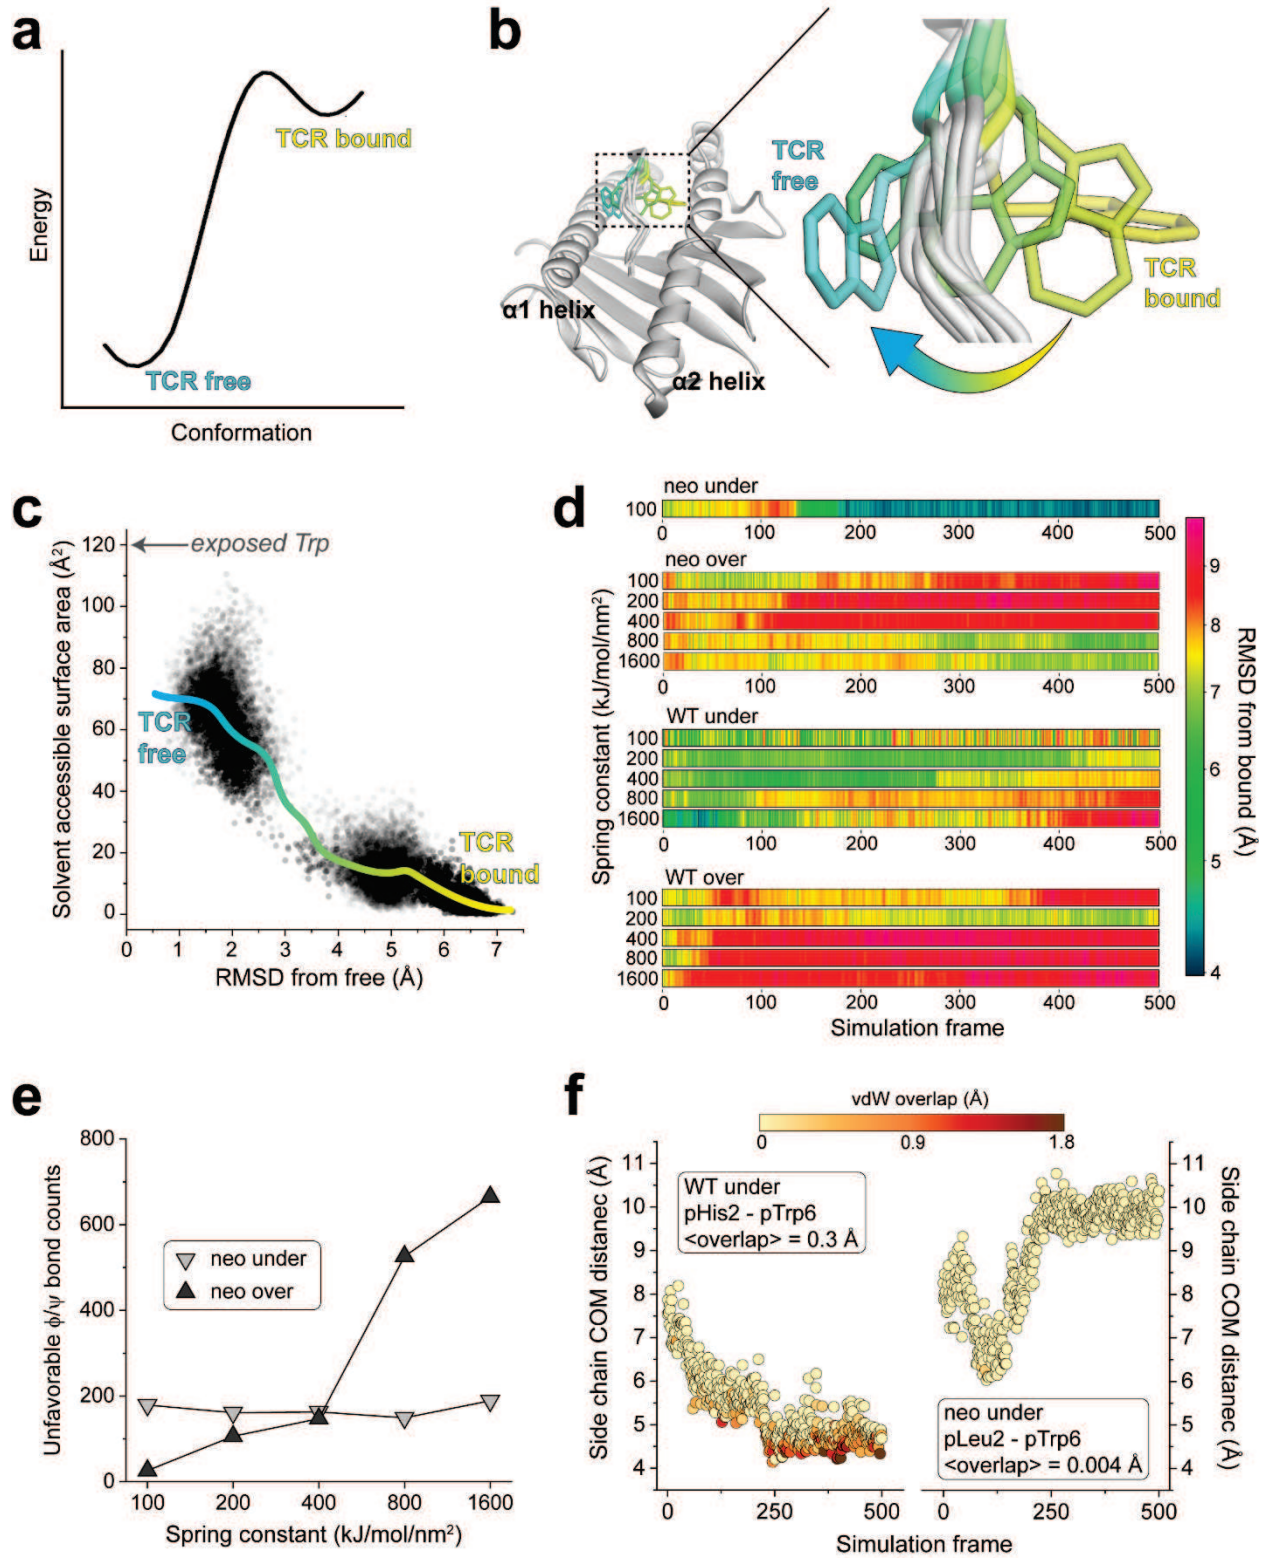 a
Energy
TCR bound
TCR free
Conformation
b
TCR
free
TCR
bound
α1 helix
α2 helix
c
Solvent accessible surface area (Å²)
120
100
80
60
40
20
0
exposed Trp
TCR
free
TCR
bound
0 1 2 3 4 5 6 7
RMSD from free (Å)
d
Spring constant (kJ/mol/nm²)
neo under
100
0 100 200 300 400 500
neo over
100
200
400
800
1600
0 100 200 300 400 500
WT under
100
200
400
800
1600
0 100 200 300 400 500
WT over
100
200
400
800
1600
0 100 200 300 400 500
Simulation frame
9
8
7
6
5
4
RMSD from bound (Å)
e
Unfavorable ϕ/ψ bond counts
800
600
400
200
0
neo under
neo over
100 200 400 800 1600
Spring constant (kJ/mol/nm²)
f
vdW overlap (Å)
0 0.9 1.8
Side chain COM distanec (Å)
11
10
9
8
7
6
5
4
WT under
pHis2 - pTrp6
<overlap> = 0.3 Å
0 250 500
neo under
pLeu2 - pTrp6
<overlap> = 0.004 Å
0 250 500
11
10
9
8
7
6
5
4
Side chain COM distanec (Å)
Simulation frame